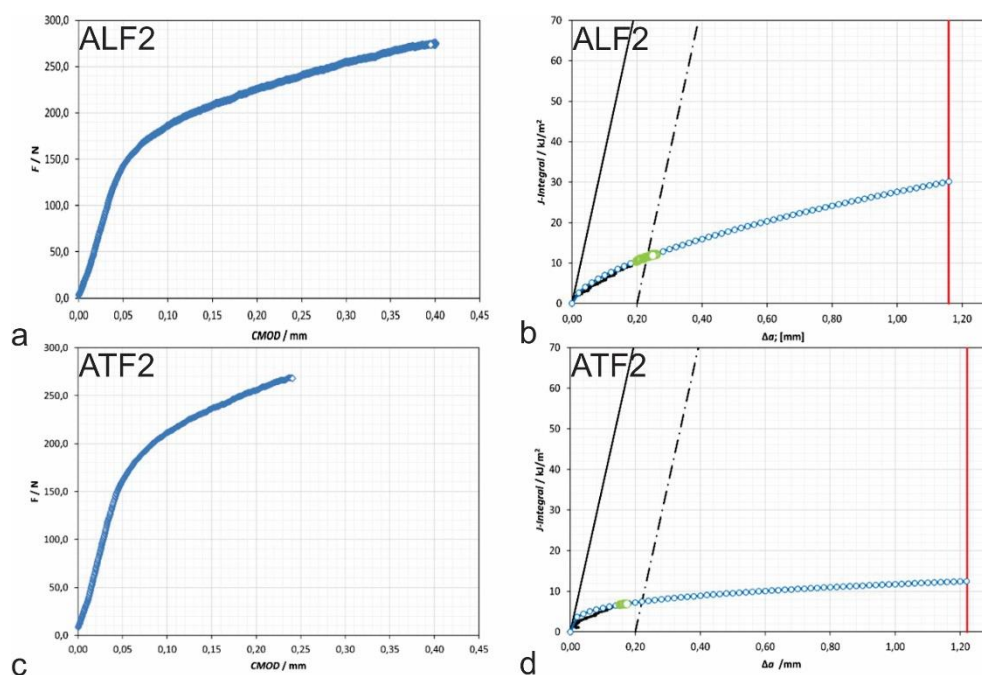 ALF2
300,0
250,0
200,0
150,0
100,0
50,0
0,0
F / N
0,00 0,05 0,10 0,15 0,20 0,25 0,30 0,35 0,40 0,45
CMOD / mm
a
ALF2
70
60
50
40
30
20
10
0
J-Integral / kJ/m²
0,00 0,20 0,40 0,60 0,80 1,00 1,20
Δa; [mm]
b
ATF2
300,0
250,0
200,0
150,0
100,0
50,0
0,0
F / N
0,00 0,05 0,10 0,15 0,20 0,25 0,30 0,35 0,40 0,45
CMOD / mm
c
ATF2
70
60
50
40
30
20
10
0
J-Integral / kJ/m²
0,00 0,20 0,40 0,60 0,80 1,00 1,20
Δa /mm
d